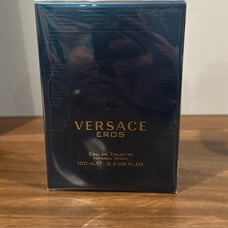 VERSACE
EROS
EAU DE TOILETTE
NATURAL SPRAY
100 ml ℮ 3.4 US FL.OZ.